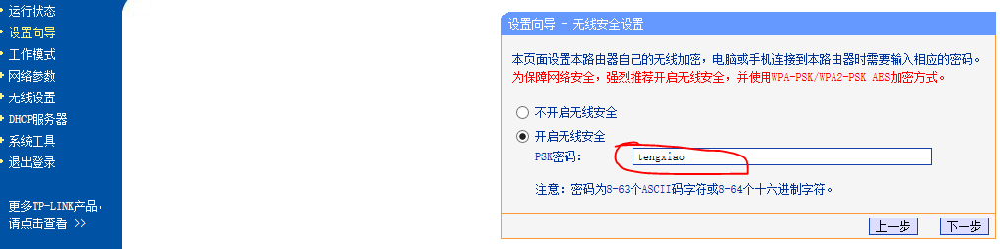 运行状态
设置向导
工作模式
网络参数
无线设置
DHCP服务器
系统工具
退出登录
更多TP-LINK产品,
请点击查看 >>
设置向导 - 无线安全设置
本页面设置本路由器自己的无线加密，电脑或手机连接到本路由器时需要输入相应的密码。
为保障网络安全，强烈推荐开启无线安全，并使用WPA-PSK/WPA2-PSK AES加密方式。
不开启无线安全
开启无线安全
PSK密码： tengxiao
注意：密码为8-63个ASCII码字符或8-64个十六进制字符。
上一步 下一步